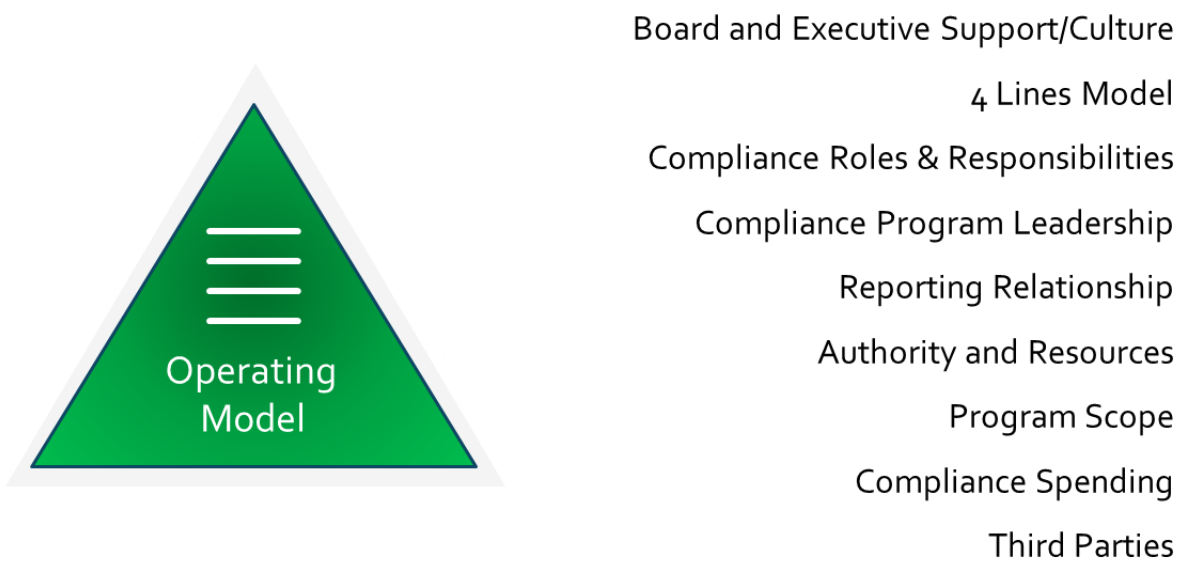 Board and Executive Support/Culture
4 Lines Model
Compliance Roles & Responsibilities
Compliance Program Leadership
Reporting Relationship
Authority and Resources
Program Scope
Compliance Spending
Third Parties
Operating
Model